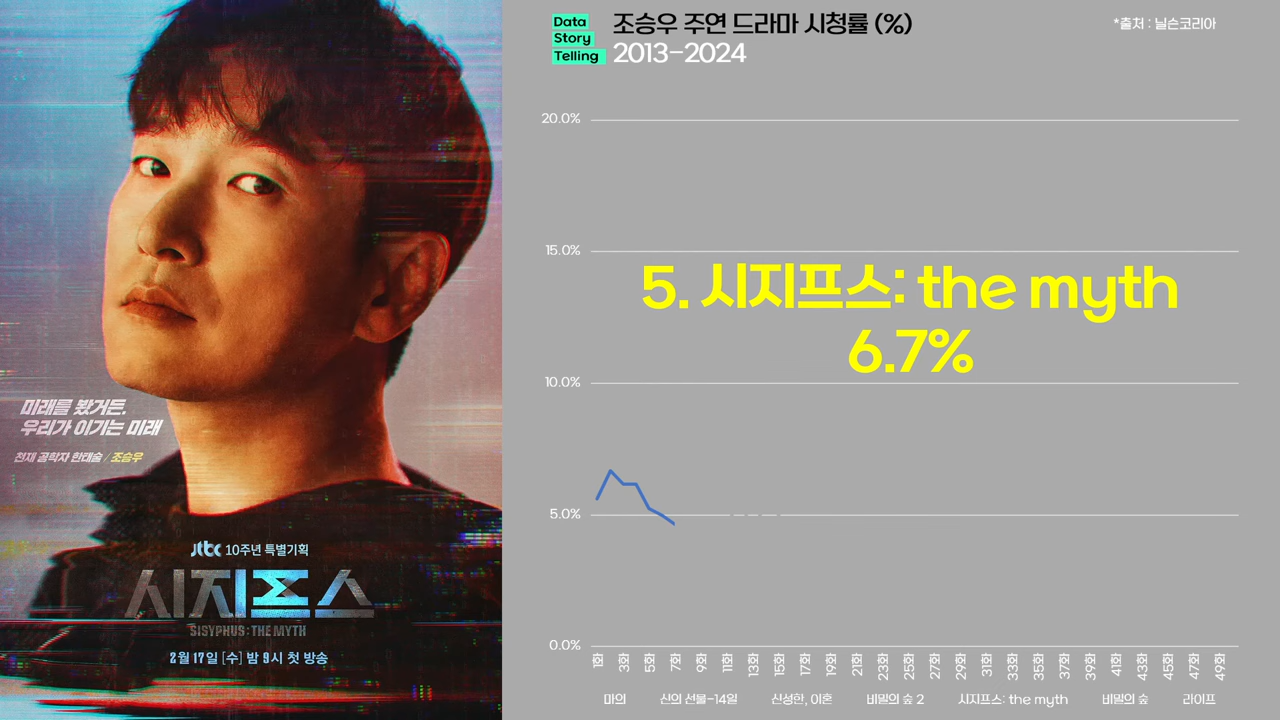 미래를 봤거든.
우리가 이기는 미래
천재 공학자 한태술 / 조승우
jtbc 10주년 특별기획
시지프스
SISYPHUS : THE MYTH
2월 17일 [수] 밤 9시 첫 방송
Data
Story
Telling
조승우 주연 드라마 시청률 (%)
2013-2024
*출처 : 닐슨코리아
20.0%
15.0%
5. 시지프스: the myth
6.7%
10.0%
5.0%
0.0%
1회 3회 5회 7회 9회 11회 13회 15회 17회 19회 21회 23회 25회 27회 29회 31회 33회 35회 37회 39회 41회 43회 45회 47회 49회
마의 신의 선물-14일 신성한, 이혼 비밀의 숲 2 시지프스: the myth 비밀의 숲 라이프